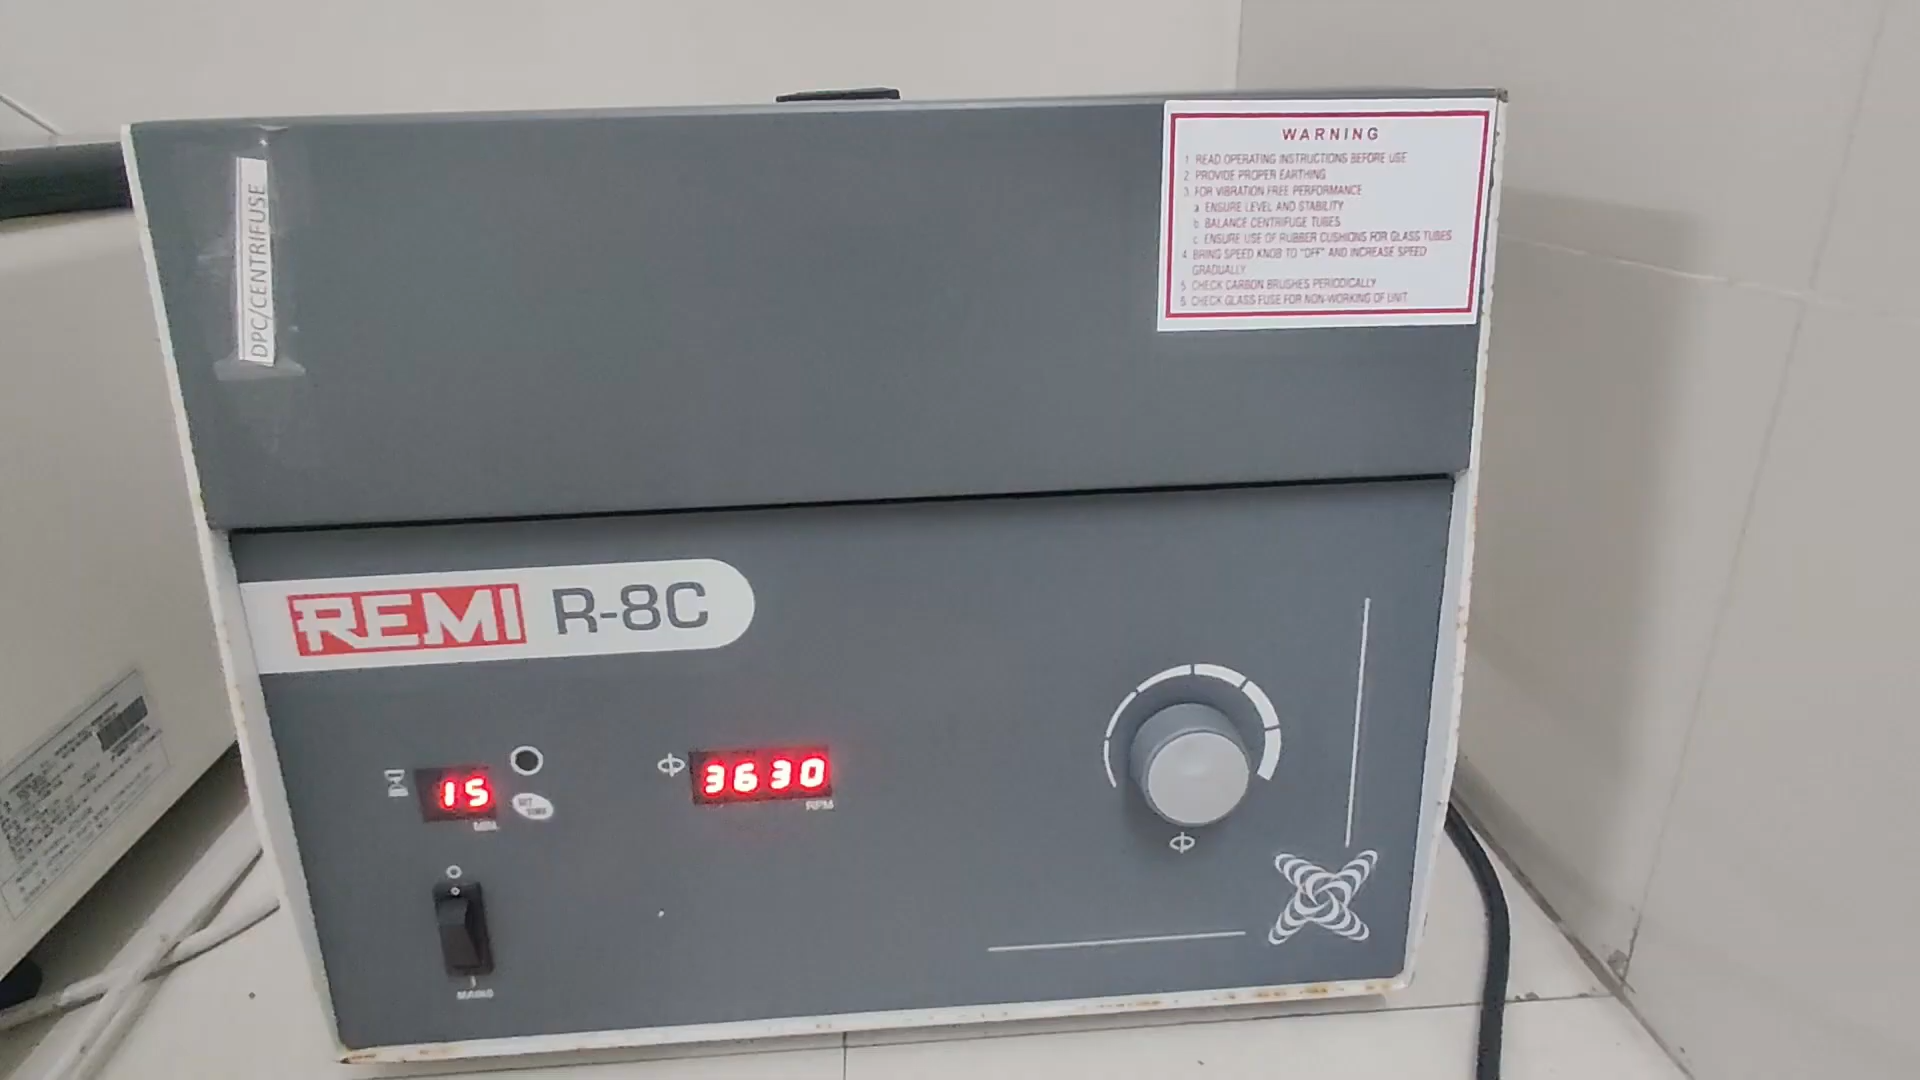 DPC/CENTRIFUSE
WARNING
1. READ OPERATING INSTRUCTIONS BEFORE USE
2. PROVIDE PROPER EARTHING
3. FOR VIBRATION FREE PERFORMANCE
a. ENSURE LEVEL AND STABILITY
b. BALANCE CENTRIFUGE TUBES
c. ENSURE USE OF RUBBER CUSHIONS FOR GLASS TUBES
4. BRING SPEED KNOB TO "OFF" AND INCREASE SPEED
GRADUALLY
5. CHECK CARBON BRUSHES PERIODICALLY
6. CHECK GLASS FUSE FOR NON-WORKING OF UNIT
REMI R-8C
15
MIN.
SET
TIME
3630
RPM
MAINS